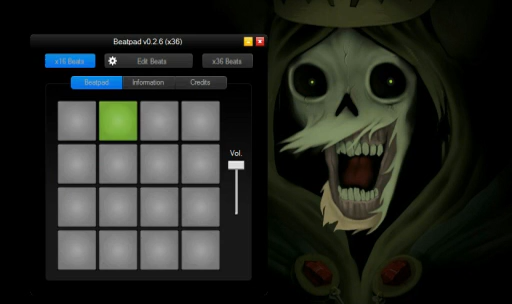 Beatpad v0.2.6 (x36)
x16 Beats Edit Beats x36 Beats
Beatpad Information Credits
Vol.